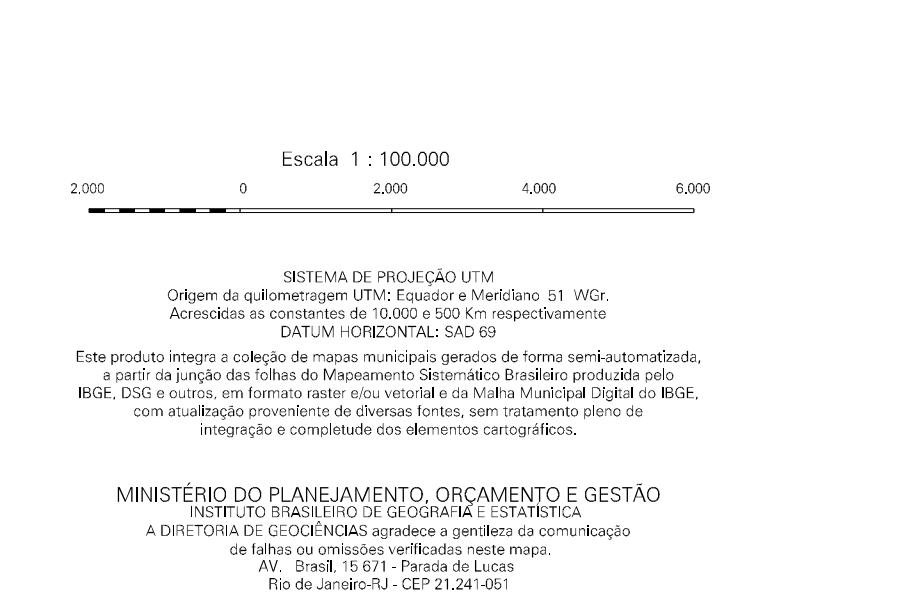 Escala 1 : 100.000
2.000 0 2.000 4.000 6.000
SISTEMA DE PROJEÇÃO UTM
Origem da quilometragem UTM: Equador e Meridiano 51 WGr.
Acrescidas as constantes de 10.000 e 500 Km respectivamente
DATUM HORIZONTAL: SAD 69
Este produto integra a coleção de mapas municipais gerados de forma semi-automatizada,
a partir da junção das folhas do Mapeamento Sistemático Brasileiro produzida pelo
IBGE, DSG e outros, em formato raster e/ou vetorial e da Malha Municipal Digital do IBGE,
com atualização proveniente de diversas fontes, sem tratamento pleno de
integração e completude dos elementos cartográficos.
MINISTÉRIO DO PLANEJAMENTO, ORÇAMENTO E GESTÃO
INSTITUTO BRASILEIRO DE GEOGRAFIA E ESTATÍSTICA
A DIRETORIA DE GEOCIÊNCIAS agradece a gentileza da comunicação
de falhas ou omissões verificadas neste mapa.
AV. Brasil, 15 671 - Parada de Lucas
Rio de Janeiro-RJ - CEP 21.241-051